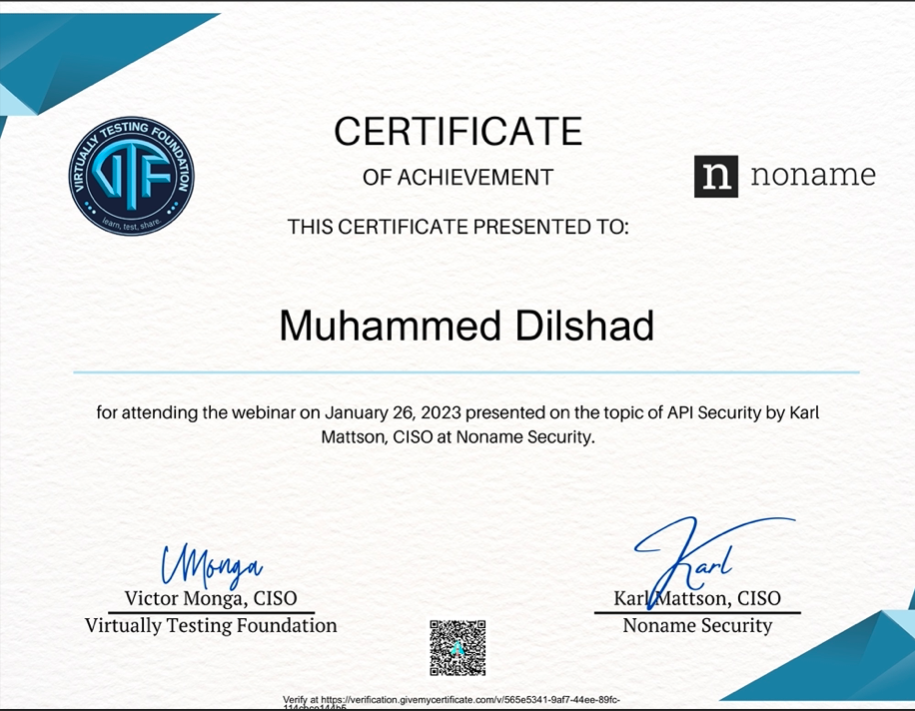 CERTIFICATE
OF ACHIEVEMENT
THIS CERTIFICATE PRESENTED TO:
VIRTUALLY TESTING FOUNDATION
VTF
learn, test, share.
n noname
Muhammed Dilshad
for attending the webinar on January 26, 2023 presented on the topic of API Security by Karl
Mattson, CISO at Noname Security.
VMonga
Victor Monga, CISO
Virtually Testing Foundation
Karl
Karl Mattson, CISO
Noname Security
Verify at https://verification.givemycertificate.com/v/565e5341-9af7-44ee-89fc-